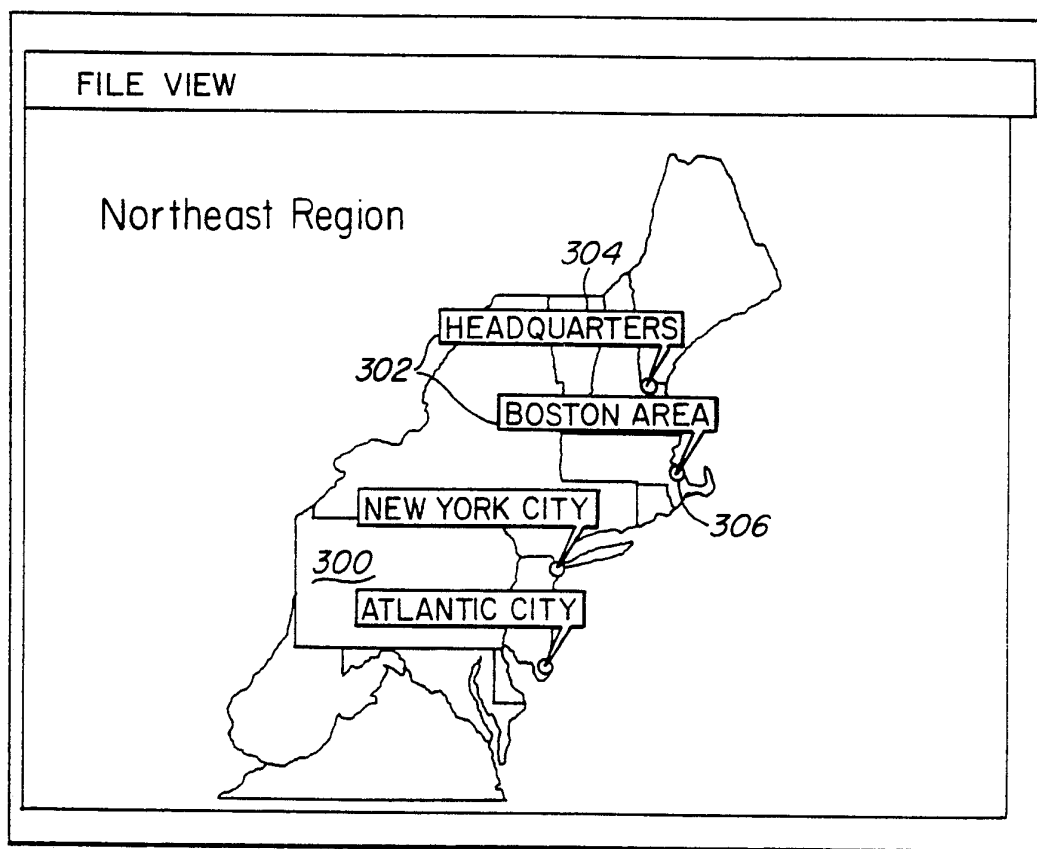 FILE VIEW
Northeast Region
304
HEADQUARTERS
302
BOSTON AREA
NEW YORK CITY
306
300
ATLANTIC CITY